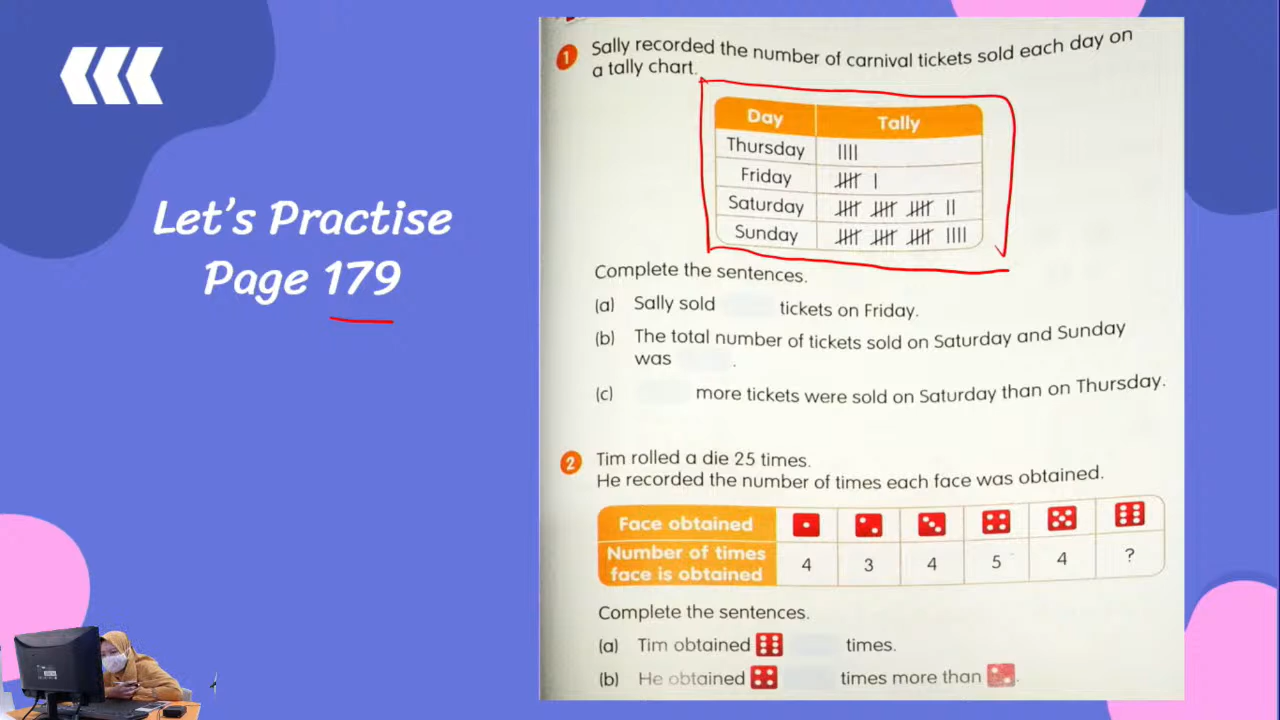 Let's Practise
Page 179
1 Sally recorded the number of carnival tickets sold each day on
a tally chart.
Day Tally
Thursday
Friday
Saturday
Sunday
Complete the sentences.
(a) Sally sold tickets on Friday.
(b) The total number of tickets sold on Saturday and Sunday
was .
(c) more tickets were sold on Saturday than on Thursday.
2 Tim rolled a die 25 times.
He recorded the number of times each face was obtained.
Face obtained
Number of times
face is obtained
4 3 4 5 4 ?
Complete the sentences.
(a) Tim obtained times.
(b) He obtained times more than .